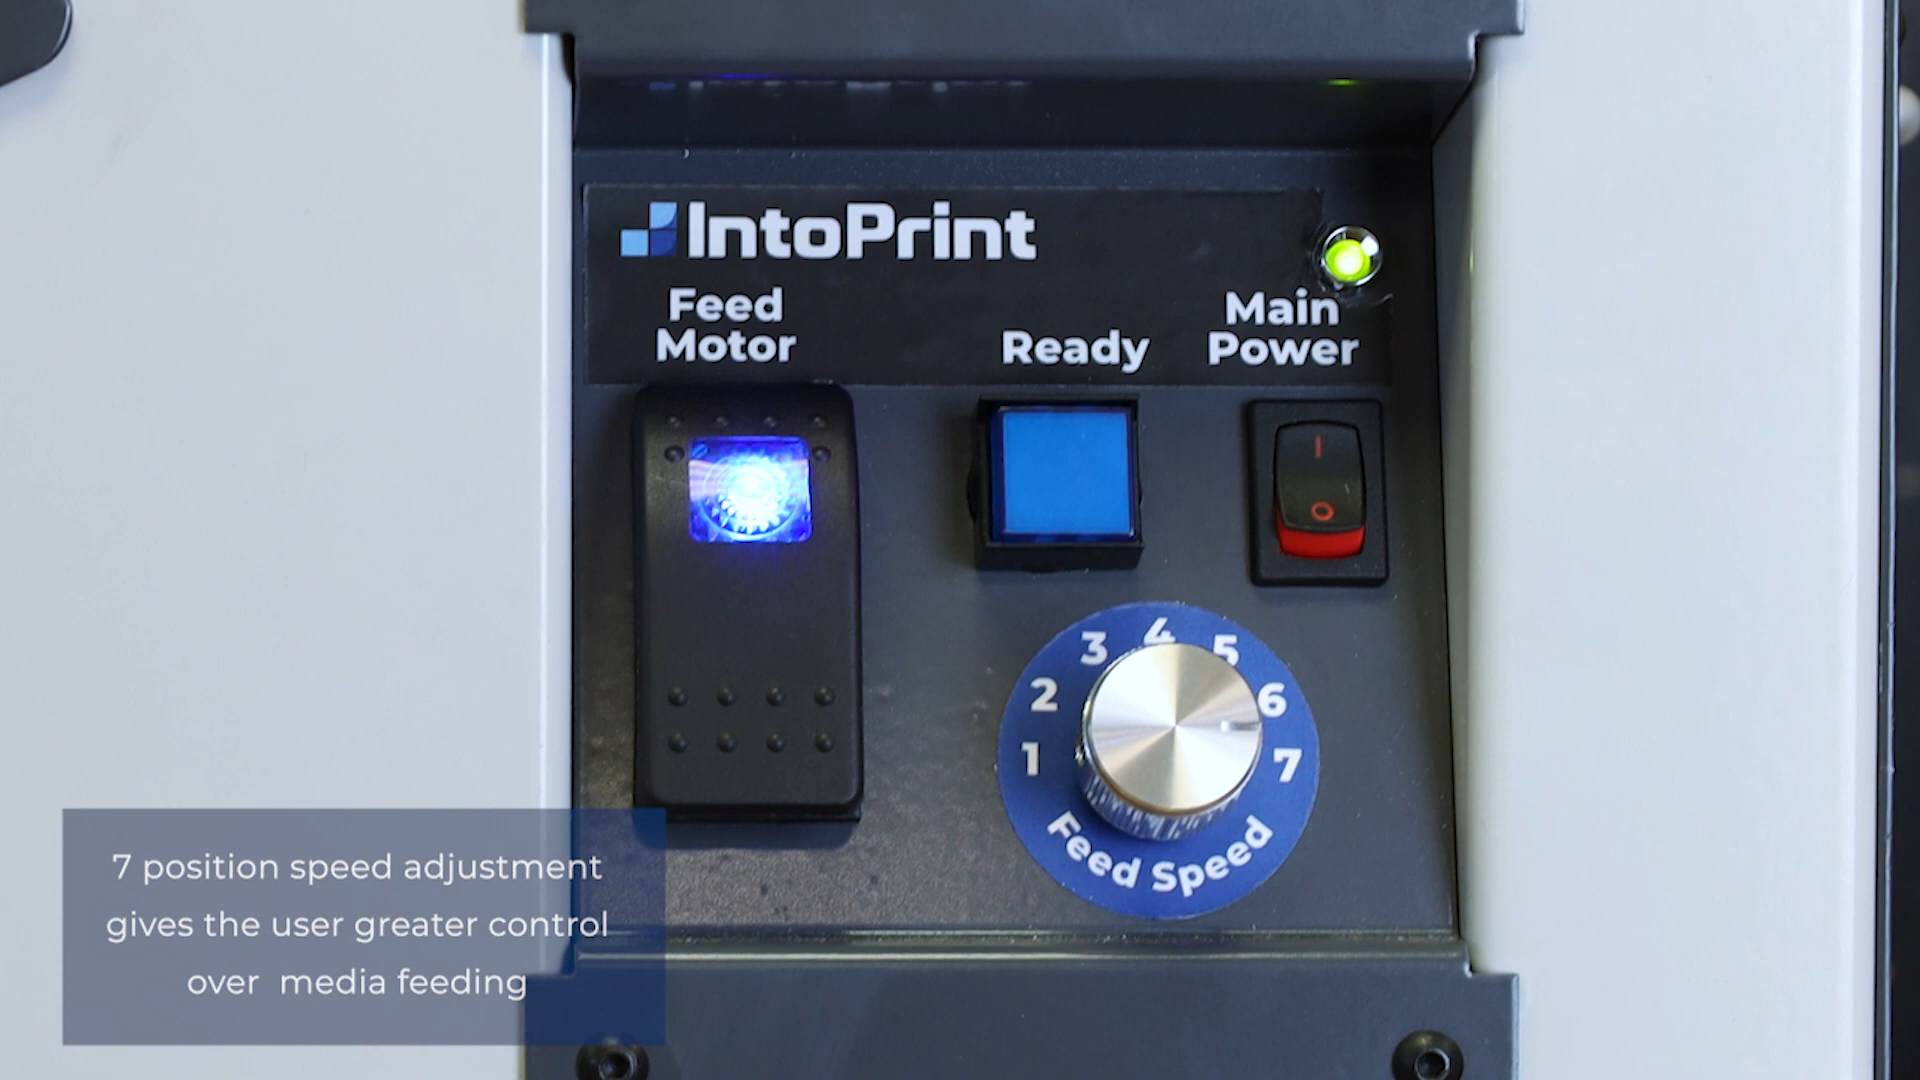 IntoPrint
Feed
Motor
Ready
Main
Power
I
O
1 2 3 4 5 6 7
Feed Speed
7 position speed adjustment
gives the user greater control
over  media feeding